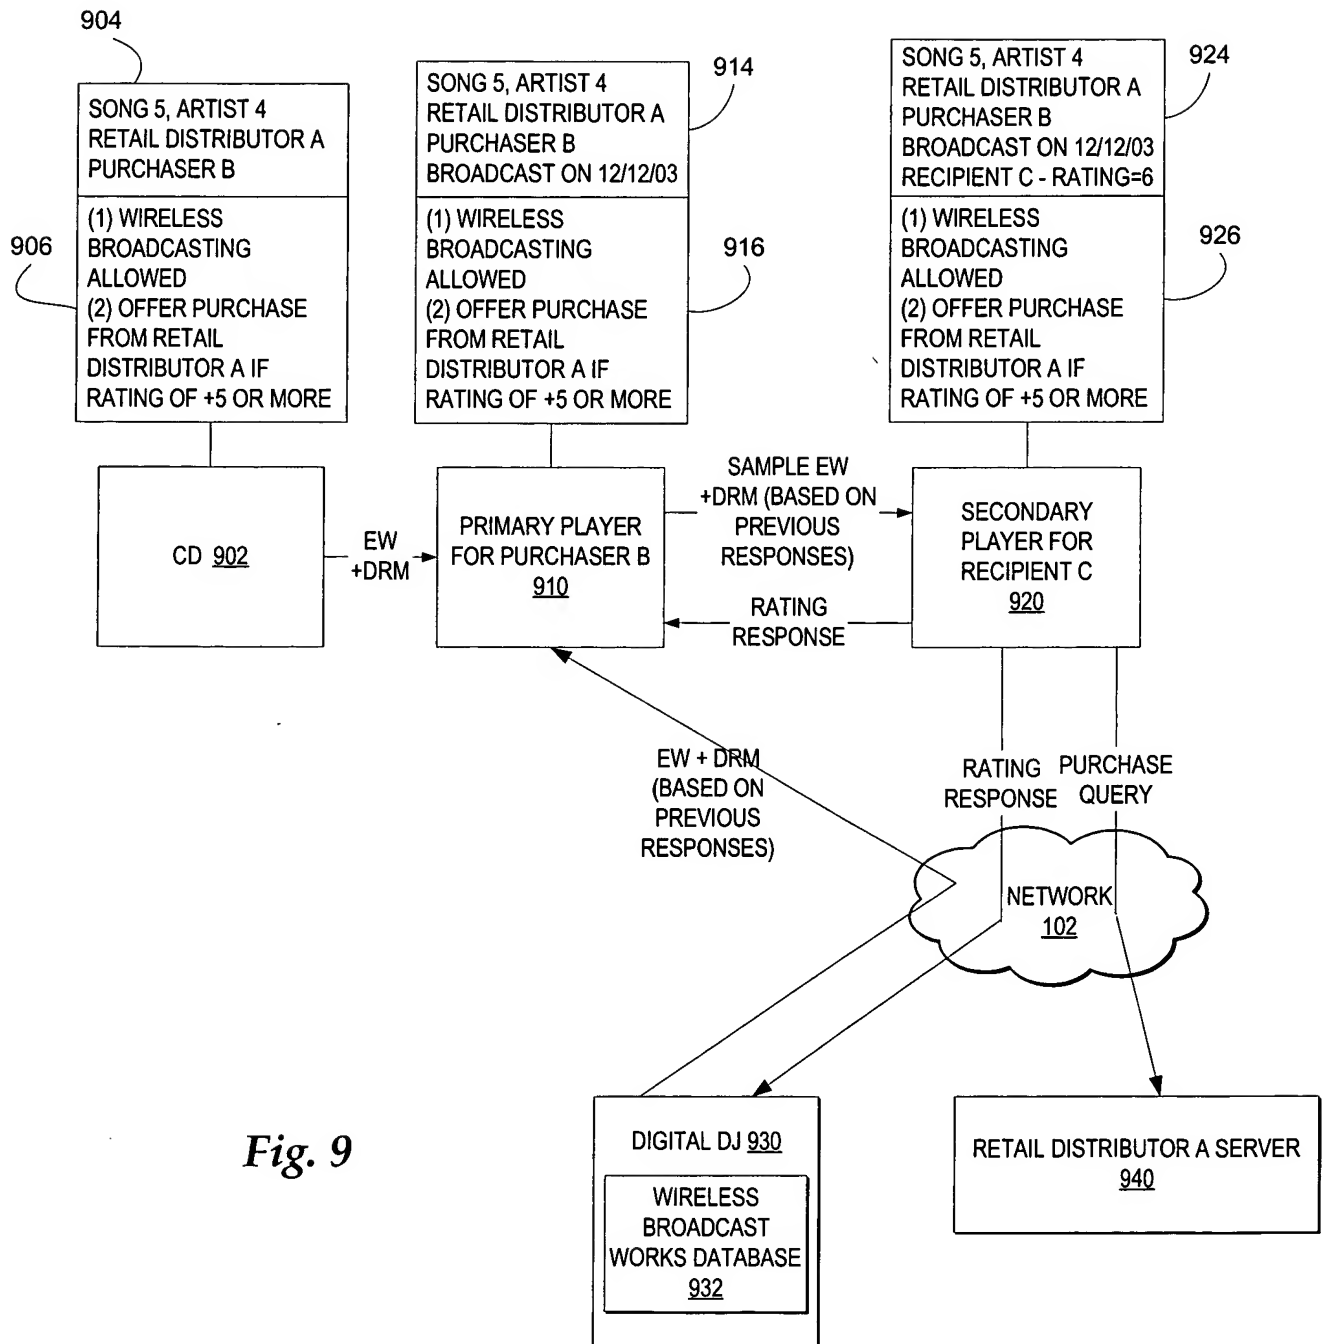 904
SONG 5, ARTIST 4
RETAIL DISTRIBUTOR A
PURCHASER B
906
(1) WIRELESS
BROADCASTING
ALLOWED
(2) OFFER PURCHASE
FROM RETAIL
DISTRIBUTOR A IF
RATING OF +5 OR MORE
914
SONG 5, ARTIST 4
RETAIL DISTRIBUTOR A
PURCHASER B
BROADCAST ON 12/12/03
916
(1) WIRELESS
BROADCASTING
ALLOWED
(2) OFFER PURCHASE
FROM RETAIL
DISTRIBUTOR A IF
RATING OF +5 OR MORE
924
SONG 5, ARTIST 4
RETAIL DISTRIBUTOR A
PURCHASER B
BROADCAST ON 12/12/03
RECIPIENT C - RATING=6
926
(1) WIRELESS
BROADCASTING
ALLOWED
(2) OFFER PURCHASE
FROM RETAIL
DISTRIBUTOR A IF
RATING OF +5 OR MORE
CD 902
EW
+DRM
PRIMARY PLAYER
FOR PURCHASER B
910
SAMPLE EW
+DRM (BASED ON
PREVIOUS
RESPONSES)
RATING
RESPONSE
SECONDARY
PLAYER FOR
RECIPIENT C
920
EW + DRM
(BASED ON
PREVIOUS
RESPONSES)
RATING
RESPONSE
PURCHASE
QUERY
NETWORK
102
Fig. 9
DIGITAL DJ 930
WIRELESS
BROADCAST
WORKS DATABASE
932
RETAIL DISTRIBUTOR A SERVER
940